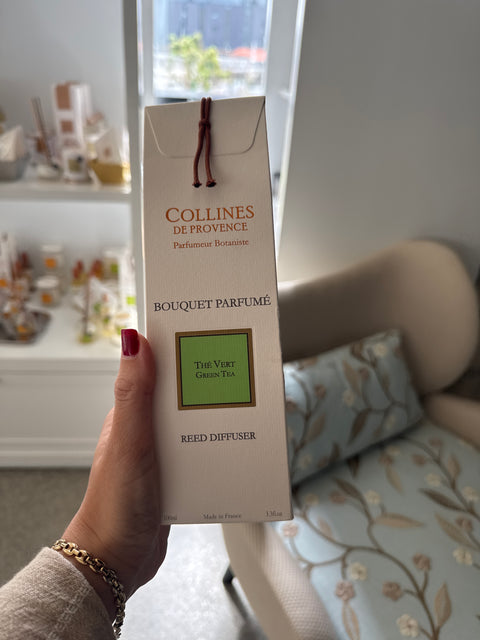 COLLINES
DE PROVENCE
Parfumeur Botaniste
BOUQUET PARFUMÉ
THÉ VERT
GREEN TEA
REED DIFFUSER
100ml Made in France 3.3fl.oz